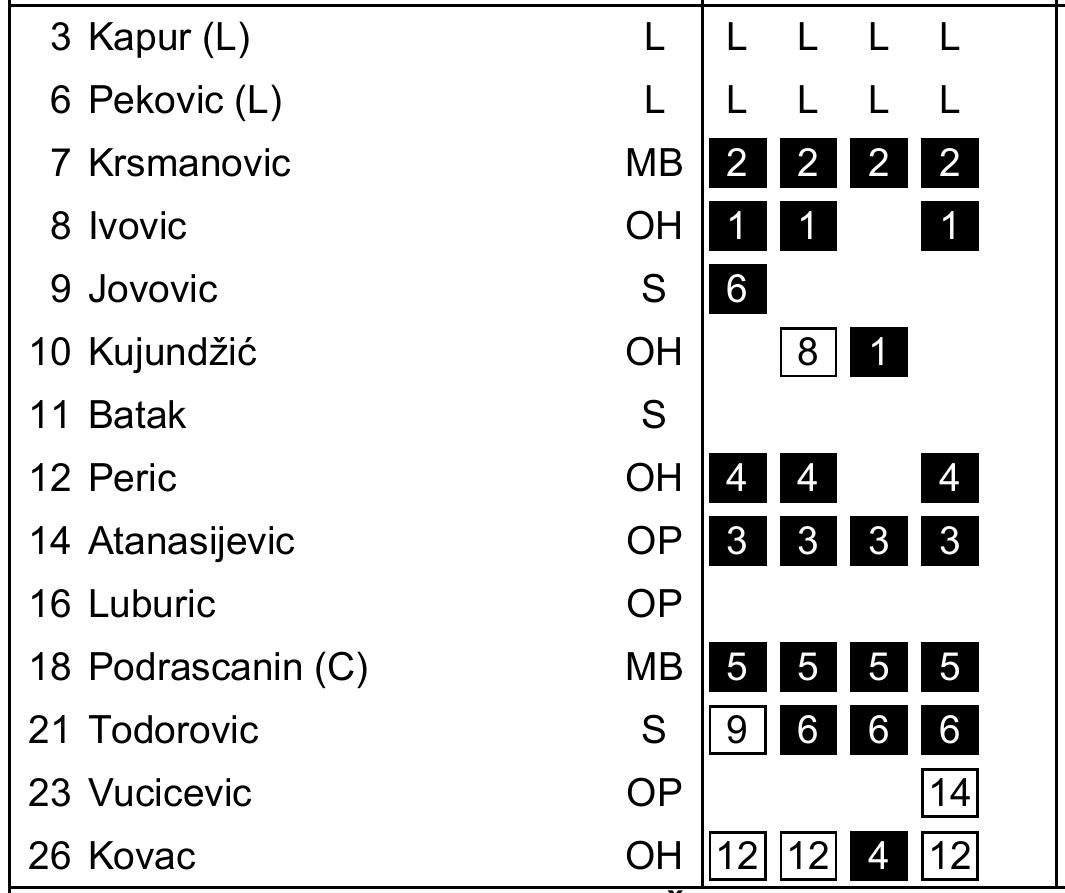 3 Kapur (L) L L L L L
6 Pekovic (L) L L L L L
7 Krsmanovic MB 2 2 2 2
8 Ivovic OH 1 1 1
9 Jovovic S 6
10 Kujundžić OH 8 1
11 Batak S
12 Peric OH 4 4 4
14 Atanasijevic OP 3 3 3 3
16 Luburic OP
18 Podrascanin (C) MB 5 5 5 5
21 Todorovic S 9 6 6 6
23 Vucicevic OP 14
26 Kovac OH 12 12 4 12